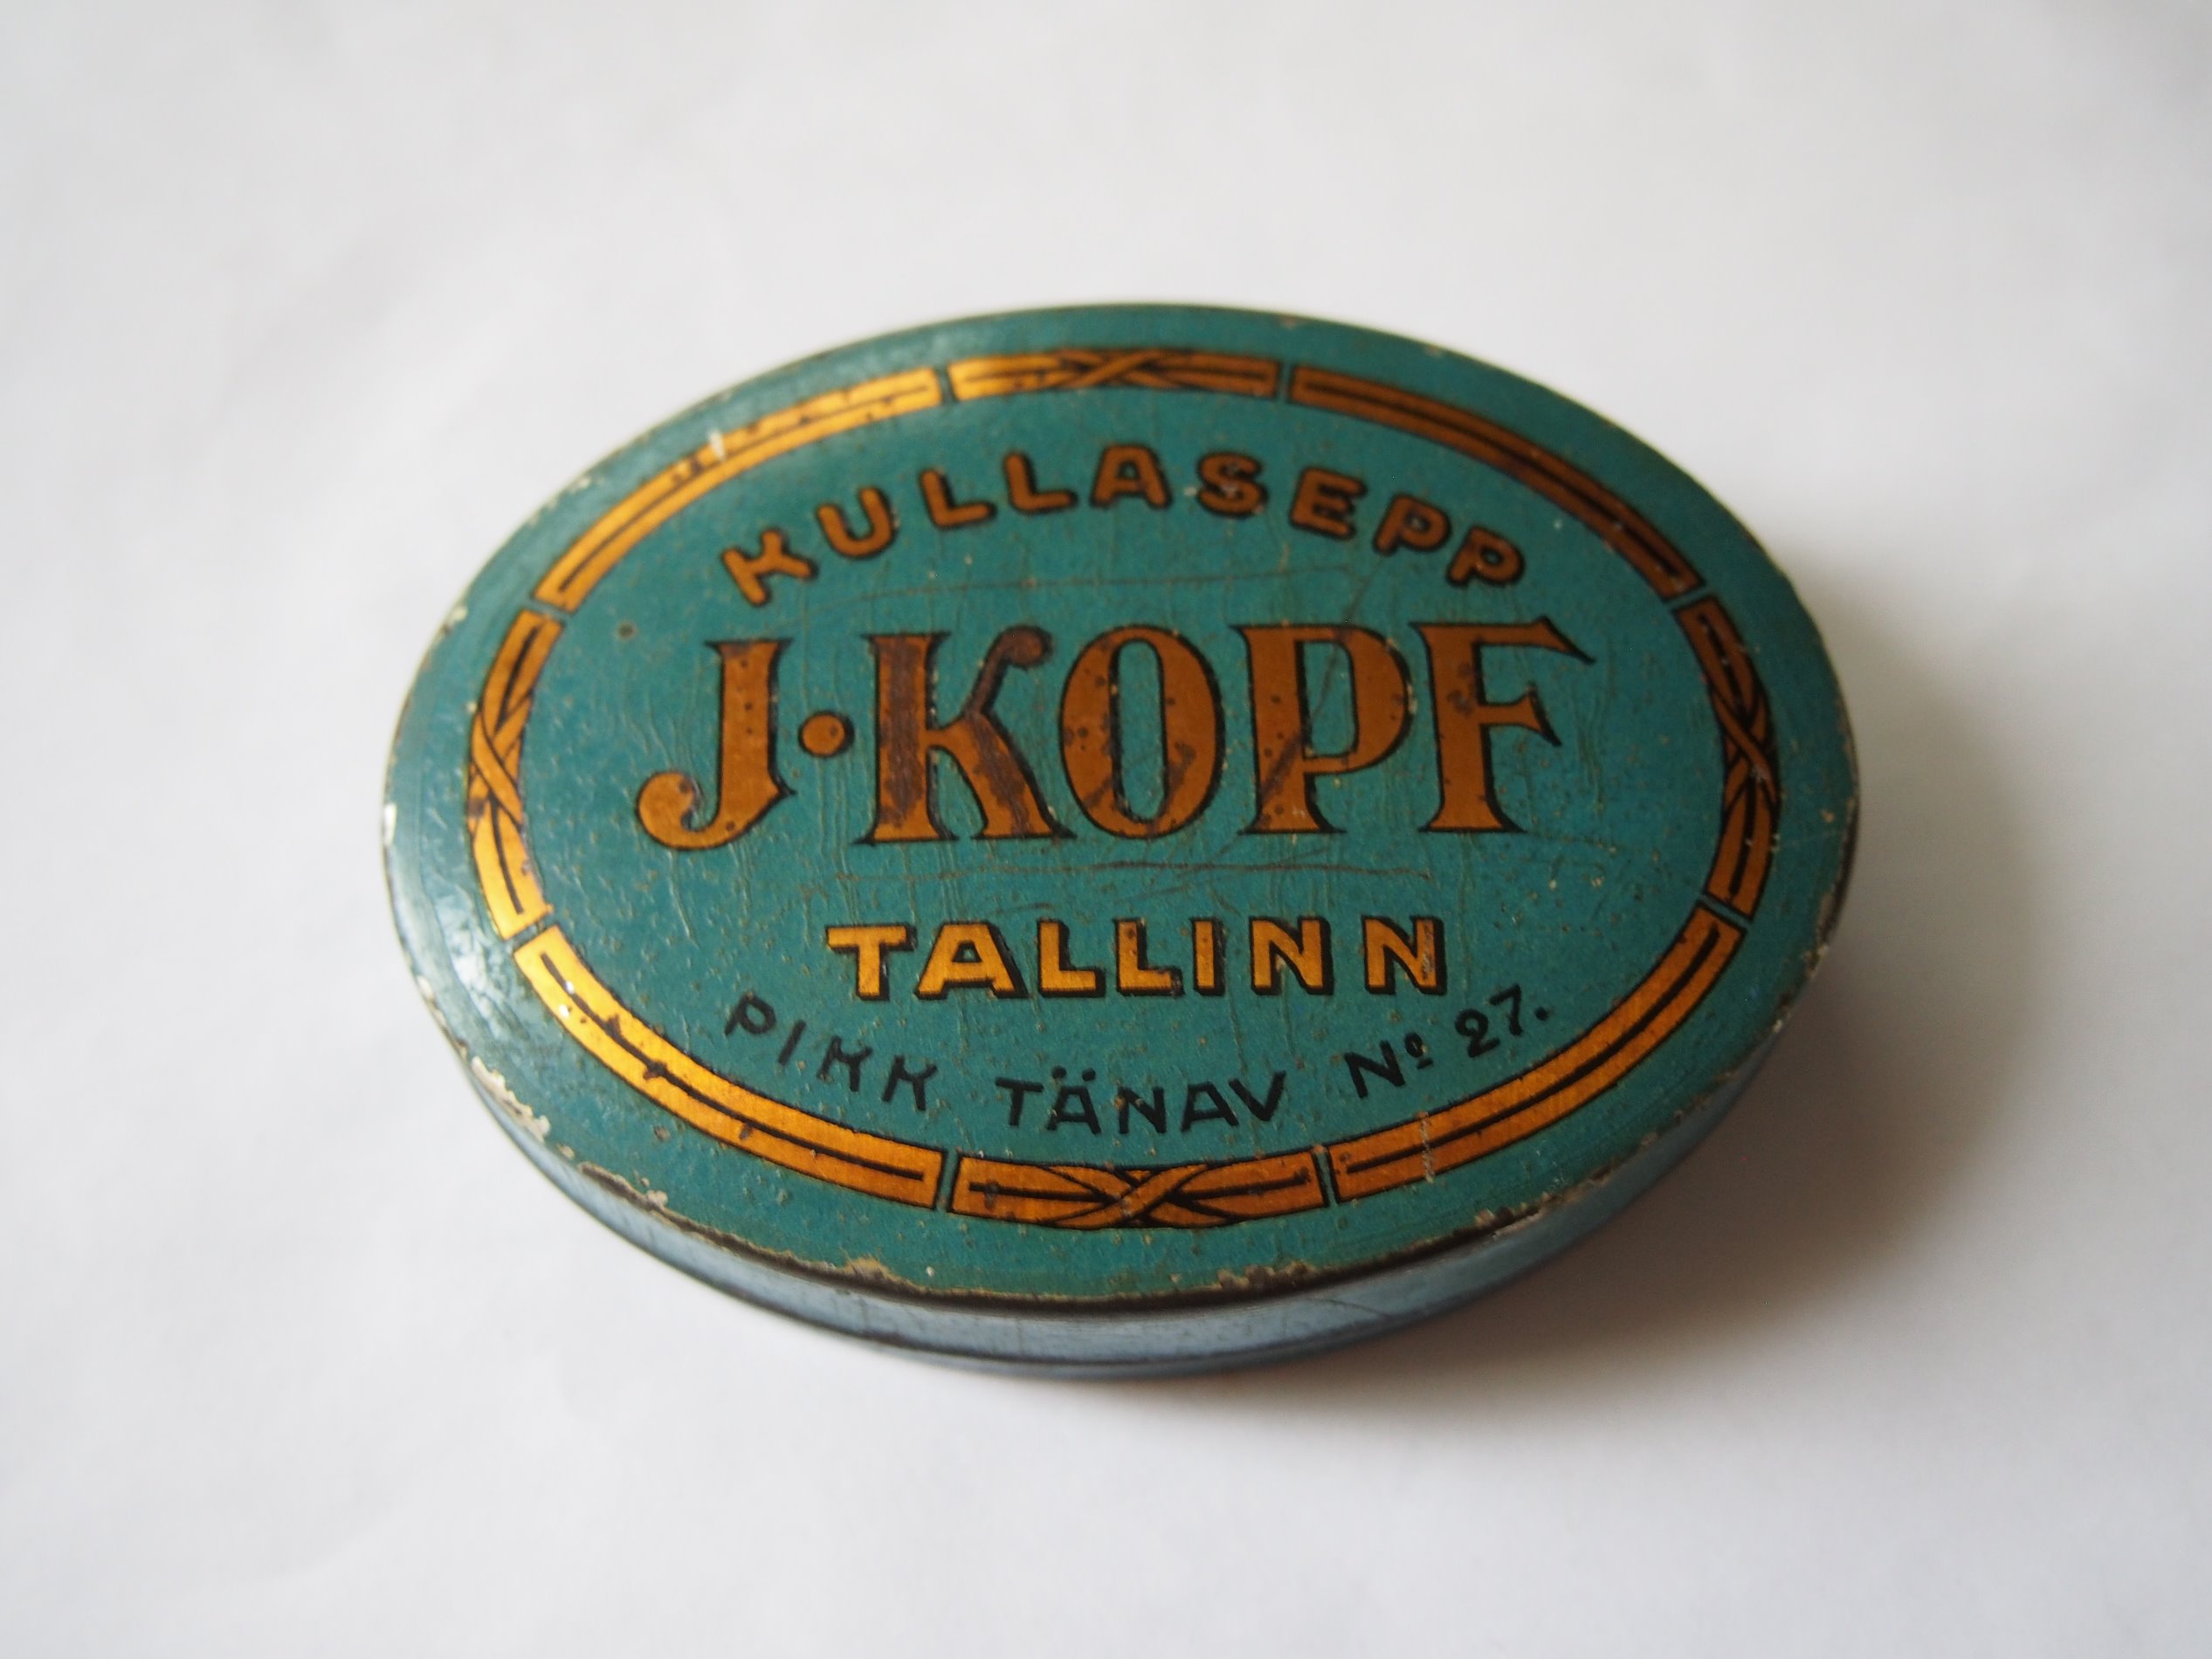 KULLASEPP
J·KOPF
TALLINN
PIKK TÄNAV Nº 27.